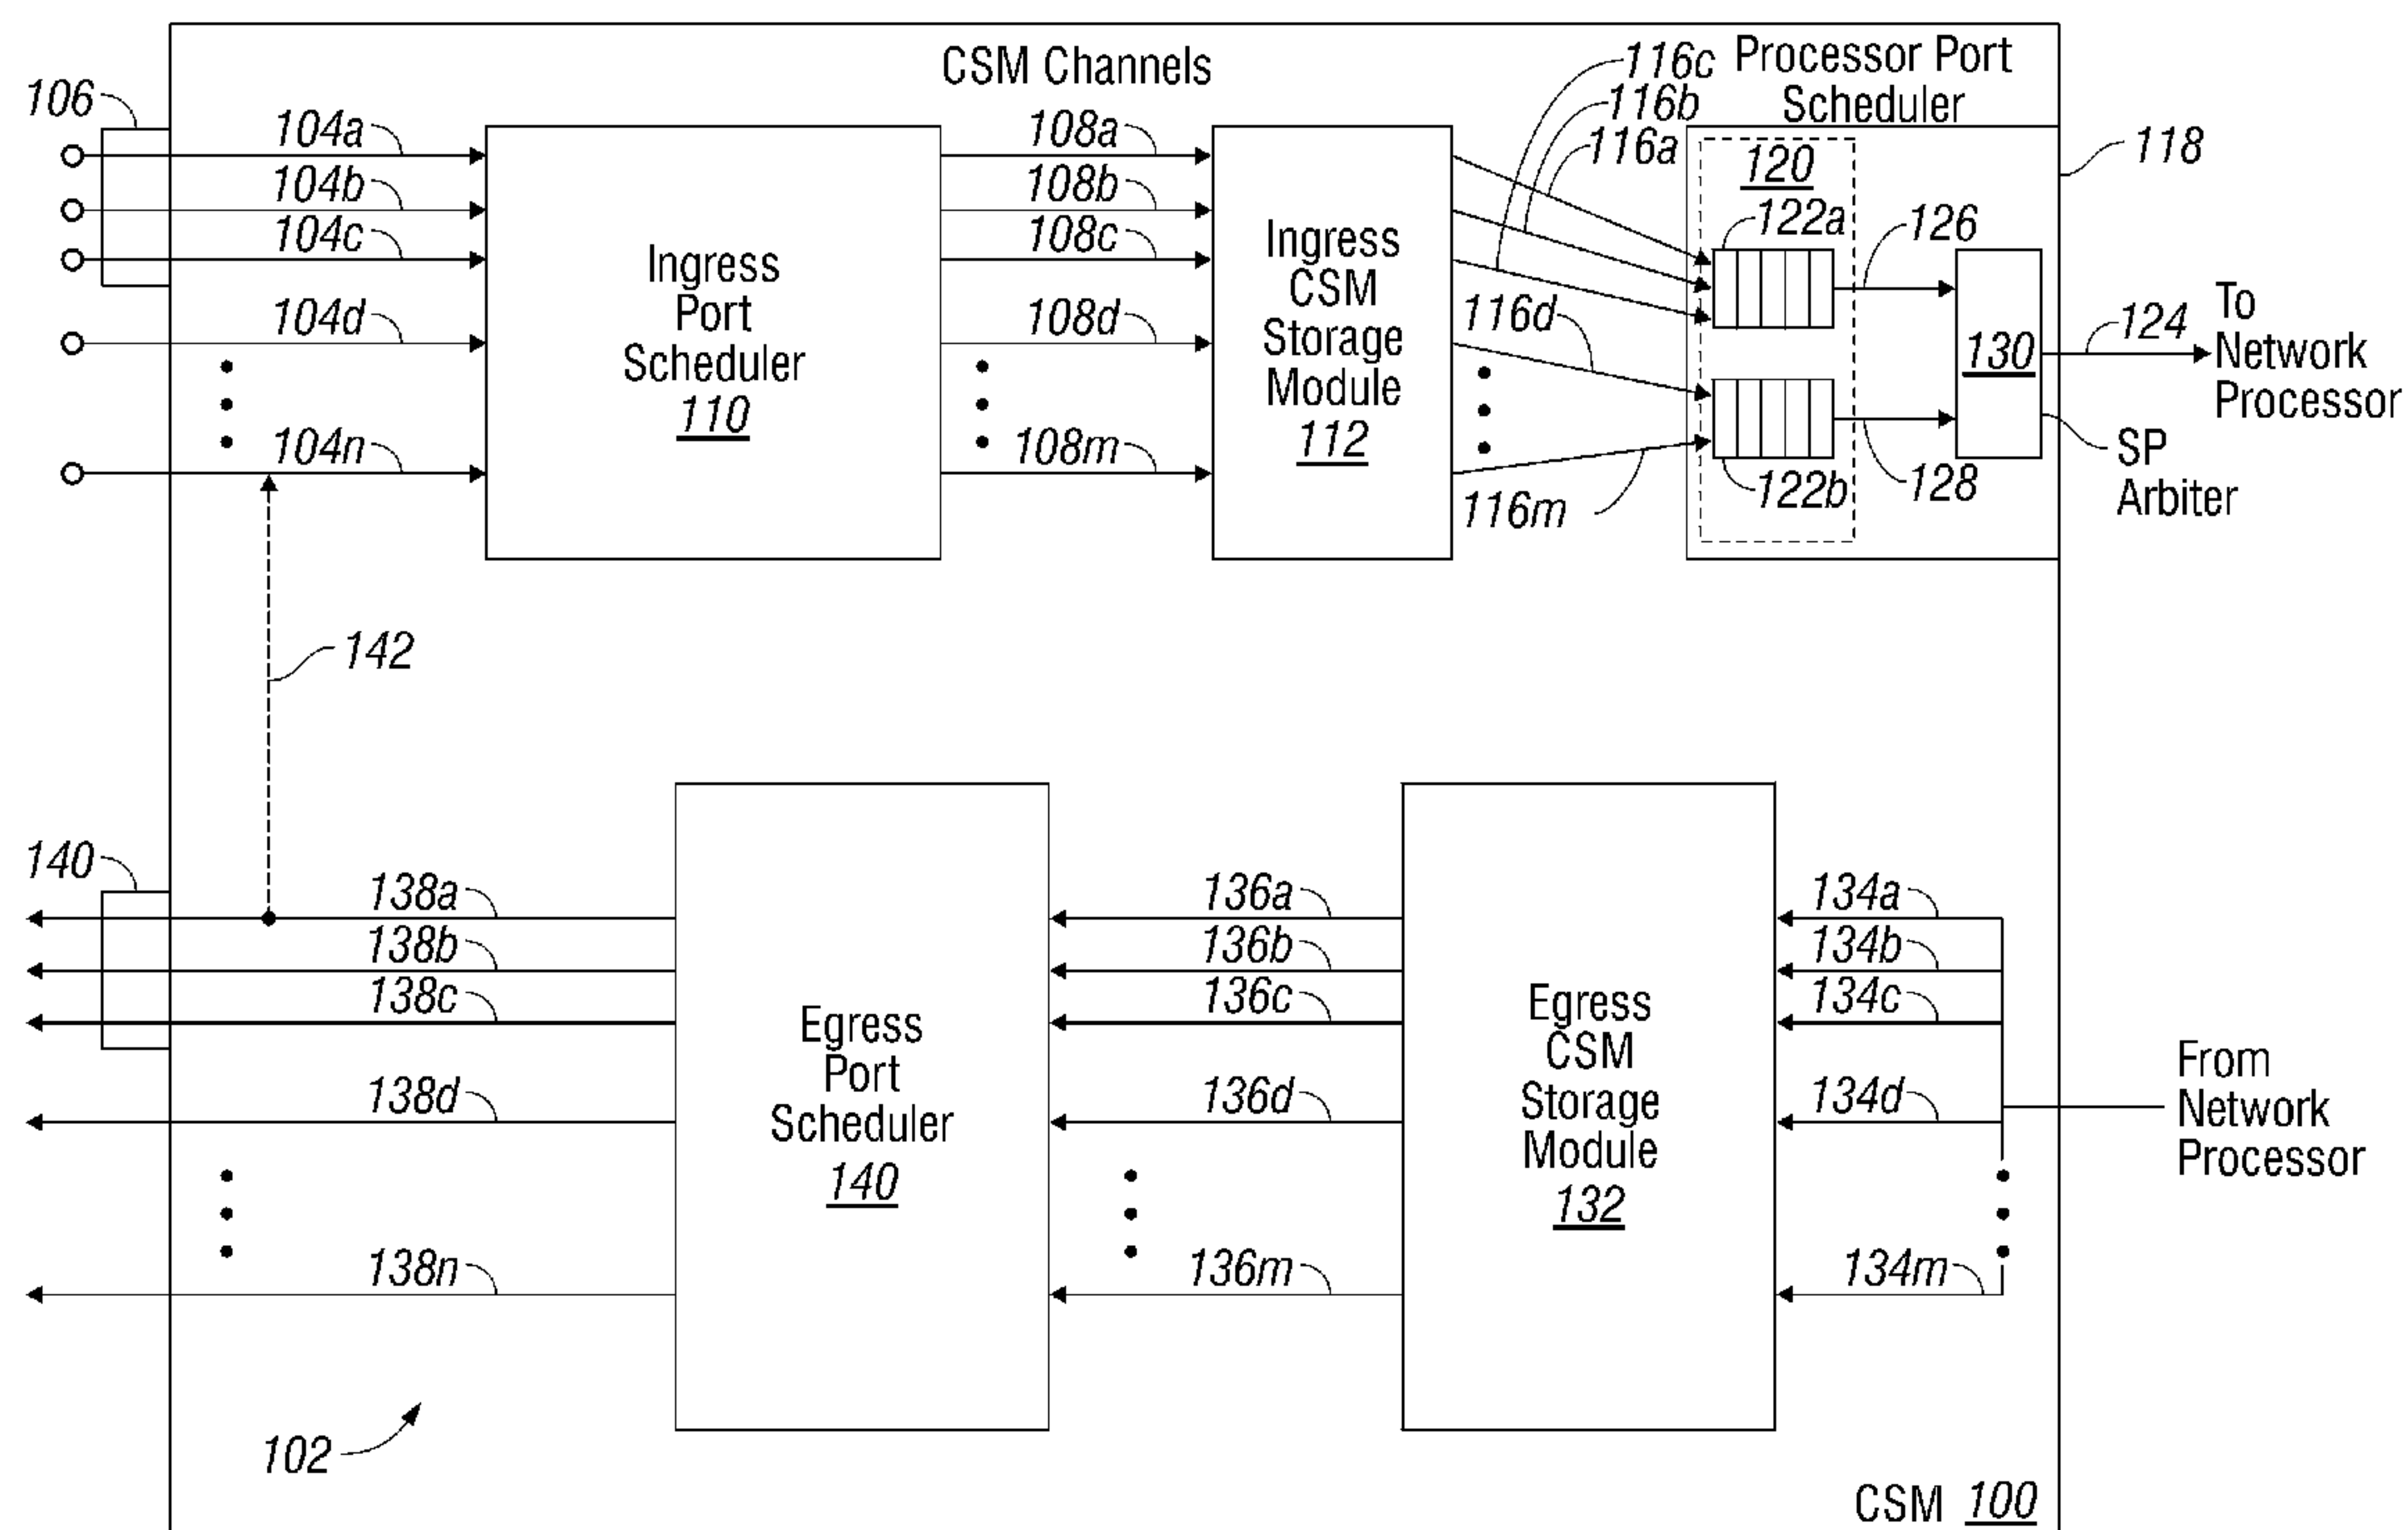 CSM Channels
Processor Port
Scheduler
116c
116b
116a
106
104a
104b
104c
104d
104n
Ingress
Port
Scheduler
110
108a
108b
108c
108d
108m
Ingress
CSM
Storage
Module
112
116d
116m
120
122a
122b
126
128
130
118
124
To
Network
Processor
SP
Arbiter
142
140
138a
138b
138c
138d
138n
Egress
Port
Scheduler
140
136a
136b
136c
136d
136m
Egress
CSM
Storage
Module
132
134a
134b
134c
134d
134m
From
Network
Processor
102
CSM 100